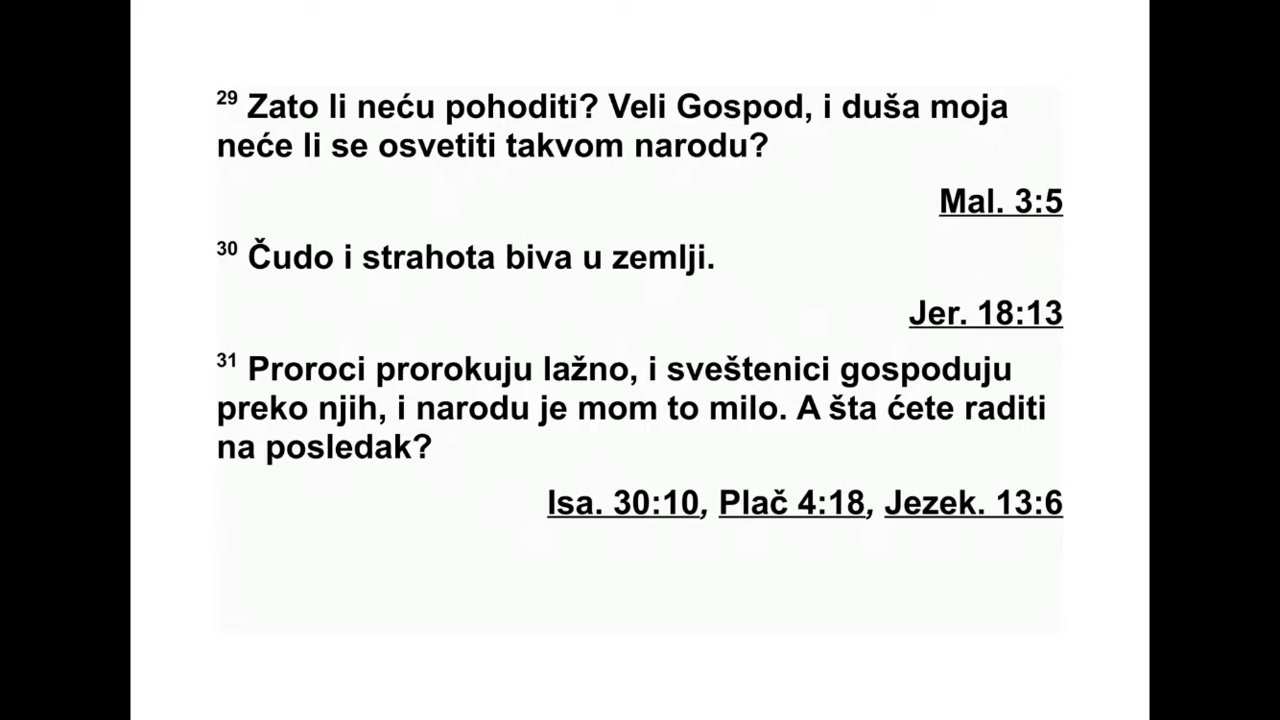 29 Zato li neću pohoditi? Veli Gospod, i duša moja
neće li se osvetiti takvom narodu?
Mal. 3:5
30 Čudo i strahota biva u zemlji.
Jer. 18:13
31 Proroci prorokuju lažno, i sveštenici gospoduju
preko njih, i narodu je mom to milo. A šta ćete raditi
na posledak?
Isa. 30:10, Plač 4:18, Jezek. 13:6